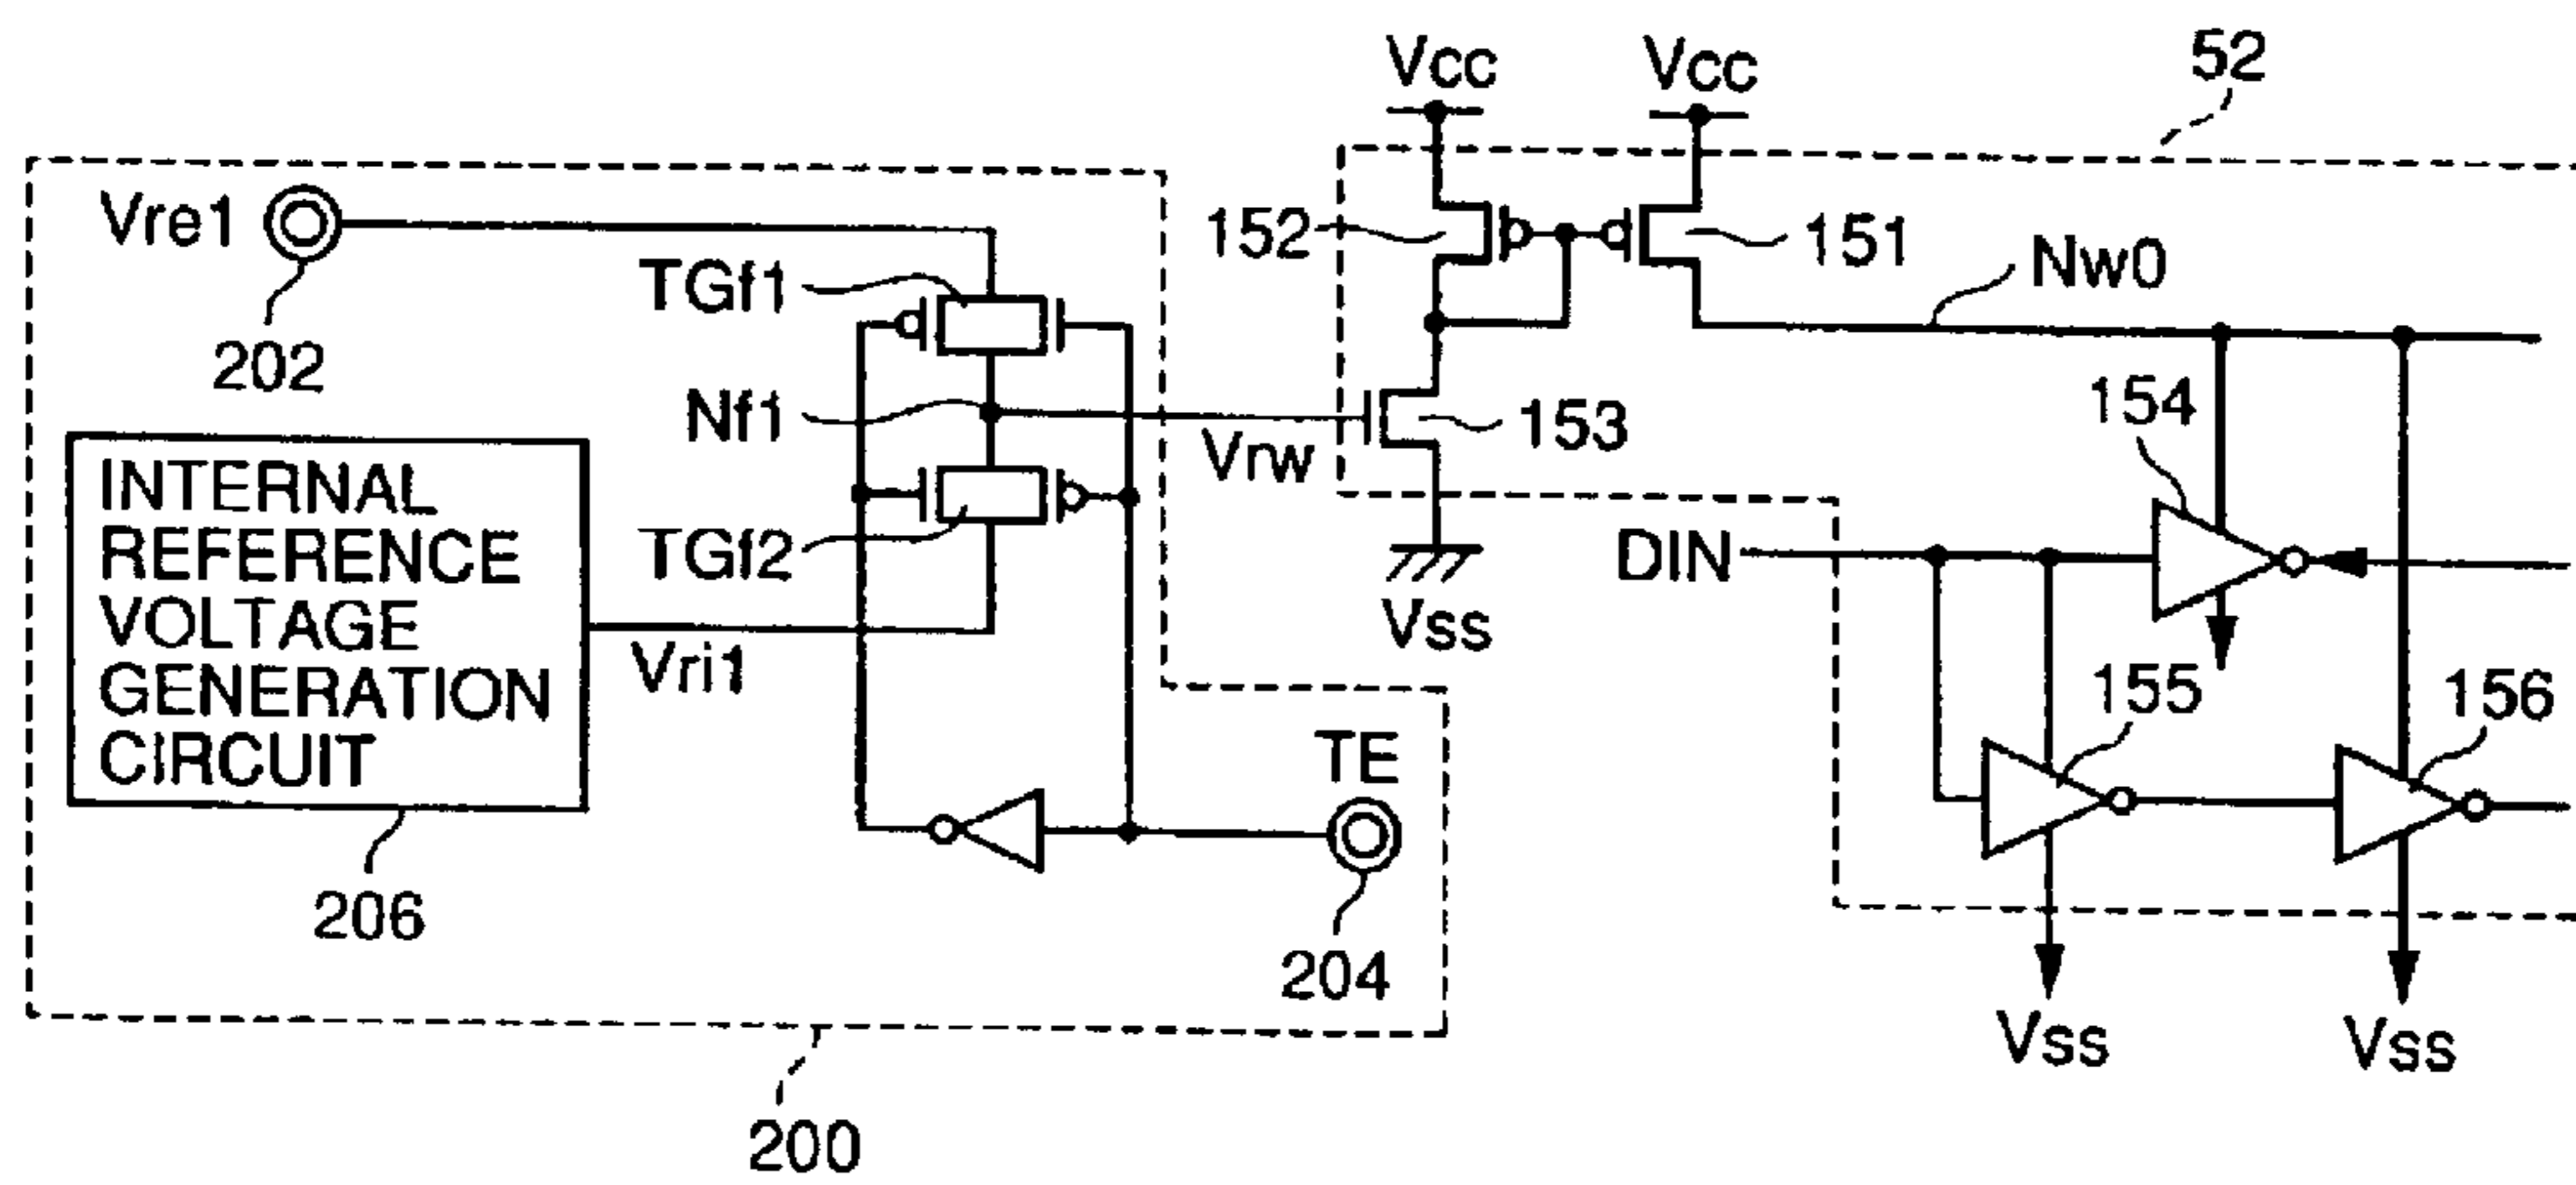 Vcc
Vcc
52
Vre1
152
151
Nw0
TGf1
202
Nf1
Vrw
153
154
INTERNAL
REFERENCE
VOLTAGE
GENERATION
CIRCUIT
TGf2
DIN
Vss
Vri1
155
156
TE
206
204
Vss
Vss
200